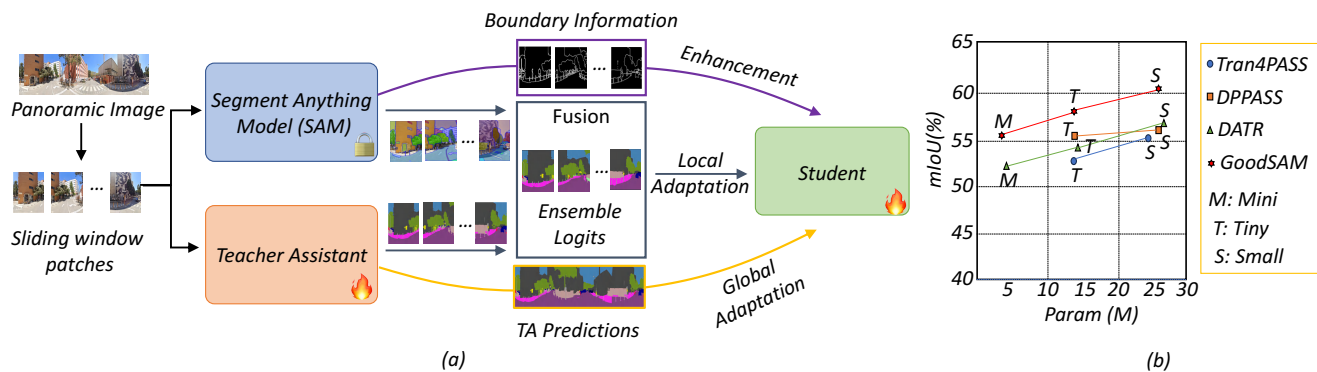 Panoramic Image
...
Sliding window
patches
Segment Anything
Model (SAM)
Teacher Assistant
...
...
Boundary Information
...
Fusion
...
Ensemble
Logits
TA Predictions
Enhancement
Local
Adaptation
Global
Adaptation
Student
(a)
mIoU(%)
65
60
55
50
45
40
5
10
15
20
25
30
Param (M)
M
T
S
T
S
M
T
S
T
S
Tran4PASS
DPPASS
DATR
GoodSAM
M: Mini
T: Tiny
S: Small
(b)